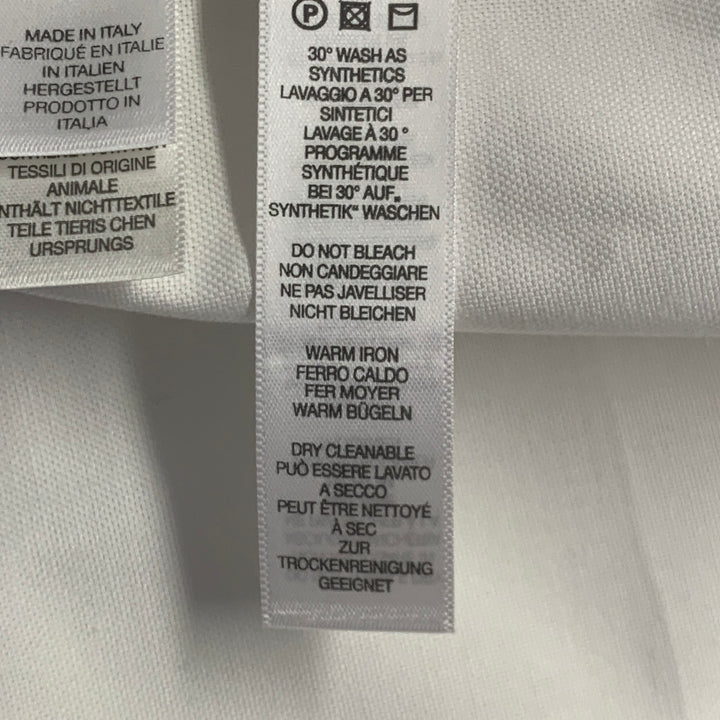 MADE IN ITALY
FABRIQUÉ EN ITALIE
IN ITALIEN
HERGESTELLT
PRODOTTO IN
ITALIA
TESSILI DI ORIGINE
ANIMALE
NTHÄLT NICHTTEXTILE
TEILE TIERIS CHEN
URSPRUNGS
P
30° WASH AS
SYNTHETICS
LAVAGGIO A 30° PER
SINTETICI
LAVAGE À 30 °
PROGRAMME
SYNTHÉTIQUE
BEI 30° AUF„
SYNTHETIK" WASCHEN
DO NOT BLEACH
NON CANDEGGIARE
NE PAS JAVELLISER
NICHT BLEICHEN
WARM IRON
FERRO CALDO
FER MOYER
WARM BÜGELN
DRY CLEANABLE
PUÒ ESSERE LAVATO
A SECCO
PEUT ÊTRE NETTOYÉ
À SEC
ZUR
TROCKENREINIGUNG
GEEIGNET